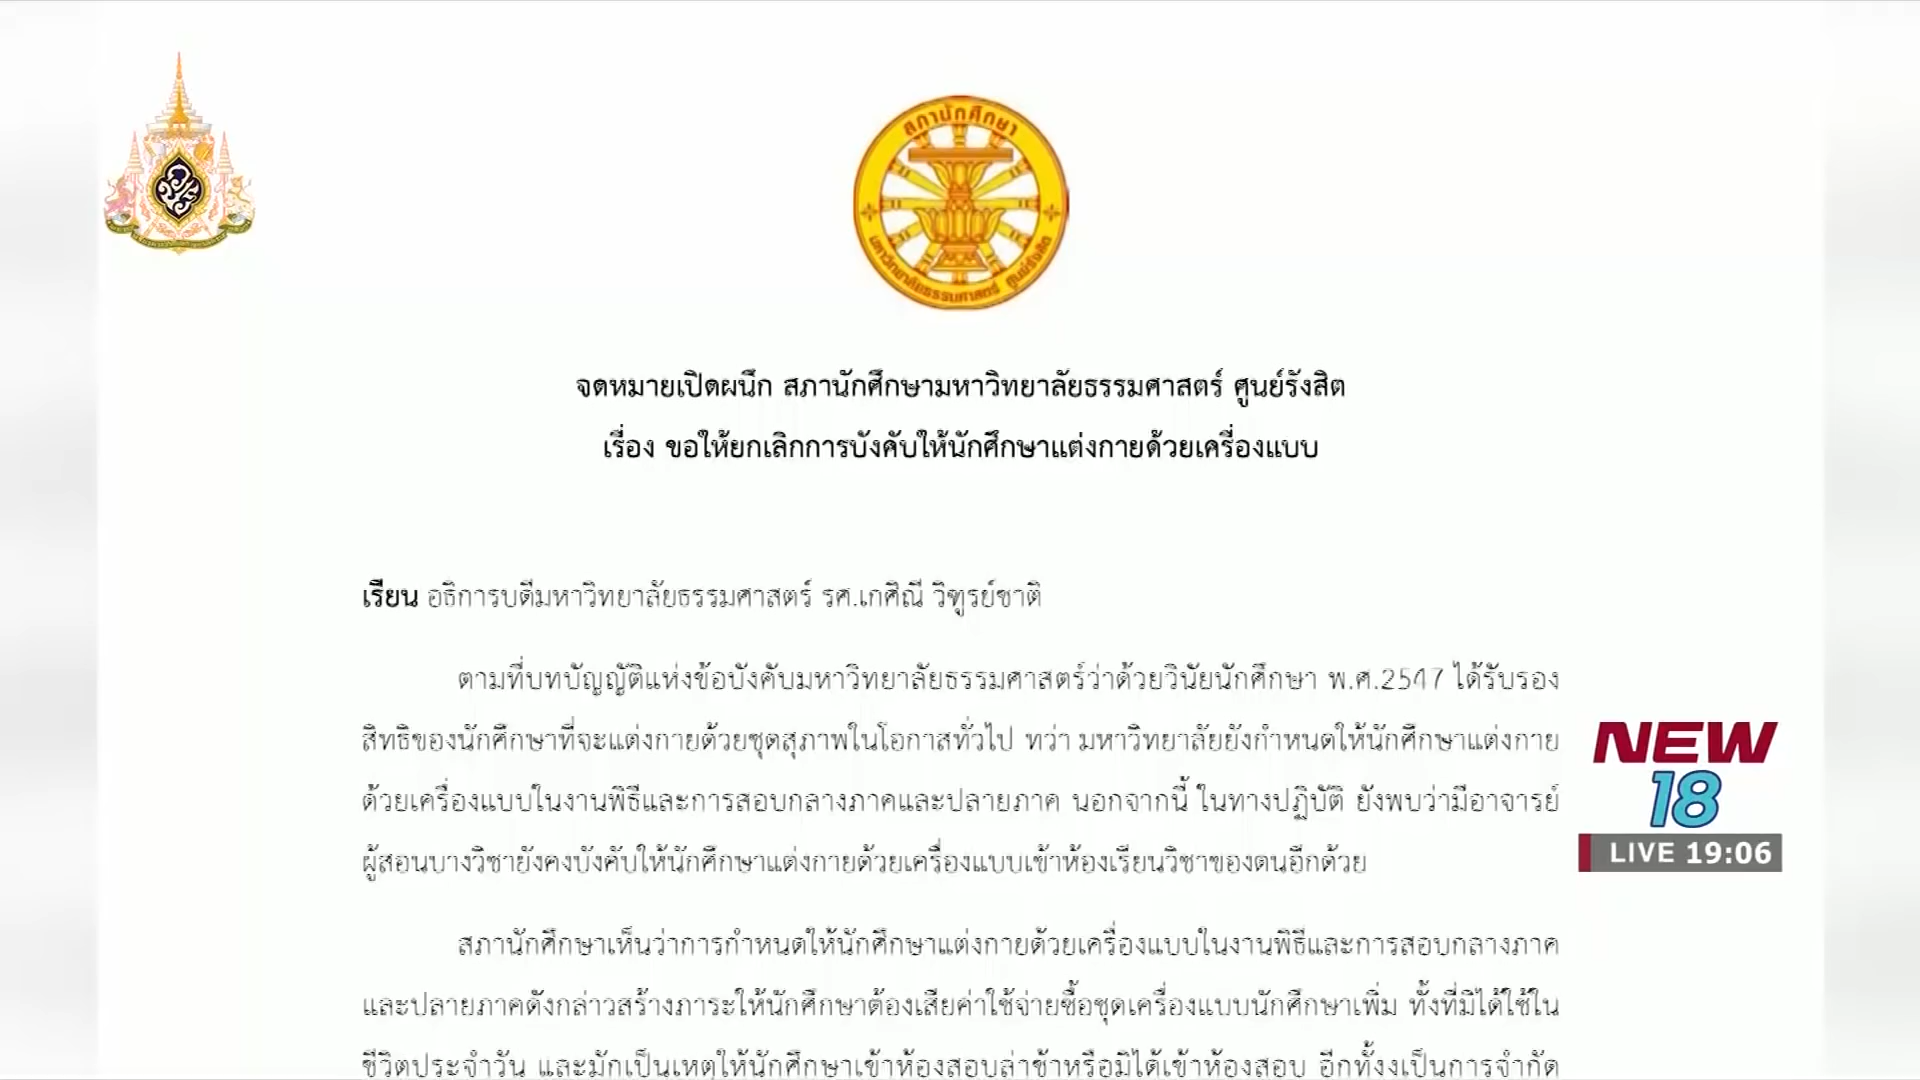 สภานักศึกษา
มหาวิทยาลัยธรรมศาสตร์ ศูนย์รังสิต
จดหมายเปิดผนึก สภานักศึกษามหาวิทยาลัยธรรมศาสตร์ ศูนย์รังสิต
เรื่อง ขอให้ยกเลิกการบังคับให้นักศึกษาแต่งกายด้วยเครื่องแบบ
เรียน อธิการบดีมหาวิทยาลัยธรรมศาสตร์ รศ.เกศิณี วิฑูรย์ชาติ
ตามที่บทบัญญัติแห่งข้อบังคับมหาวิทยาลัยธรรมศาสตร์ว่าด้วยวินัยนักศึกษา พ.ศ.2547 ได้รับรอง
สิทธิของนักศึกษาที่จะแต่งกายด้วยชุดสุภาพในโอกาสทั่วไป ทว่า มหาวิทยาลัยยังกำหนดให้นักศึกษาแต่งกาย
ด้วยเครื่องแบบในงานพิธีและการสอบกลางภาคและปลายภาค นอกจากนี้ ในทางปฏิบัติ ยังพบว่ามีอาจารย์
ผู้สอนบางวิชายังคงบังคับให้นักศึกษาแต่งกายด้วยเครื่องแบบเข้าห้องเรียนวิชาของตนอีกด้วย
NEW
18
LIVE 19:06
สภานักศึกษาเห็นว่าการกำหนดให้นักศึกษาแต่งกายด้วยเครื่องแบบในงานพิธีและการสอบกลางภาค
และปลายภาคดังกล่าวสร้างภาระให้นักศึกษาต้องเสียค่าใช้จ่ายซื้อชุดเครื่องแบบนักศึกษาเพิ่ม ทั้งที่มิได้ใช้ใน
ชีวิตประจำวัน และมักเป็นเหตุให้นักศึกษาเข้าห้องสอบล่าช้าหรือมิได้เข้าห้องสอบ อีกทั้งเป็นการจำกัด